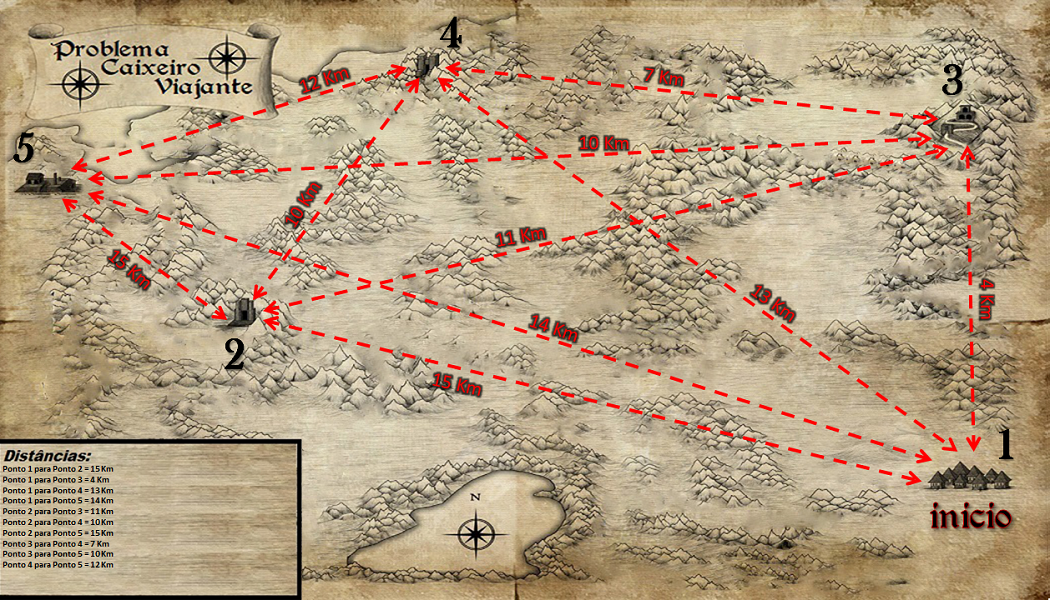 Problema
Caixeiro
Viajante
4
3
5
2
1
início
12 Km
7 Km
10 Km
10 Km
11 Km
15 Km
13 Km
4 Km
14 Km
15 Km
N
Distâncias:
Ponto 1 para Ponto 2 = 15 Km
Ponto 1 para Ponto 3 = 4 Km
Ponto 1 para Ponto 4 = 13 Km
Ponto 1 para Ponto 5 = 14 Km
Ponto 2 para Ponto 3 = 11 Km
Ponto 2 para Ponto 4 = 10 Km
Ponto 2 para Ponto 5 = 15 Km
Ponto 3 para Ponto 4 = 7 Km
Ponto 3 para Ponto 5 = 10 Km
Ponto 4 para Ponto 5 = 12 Km